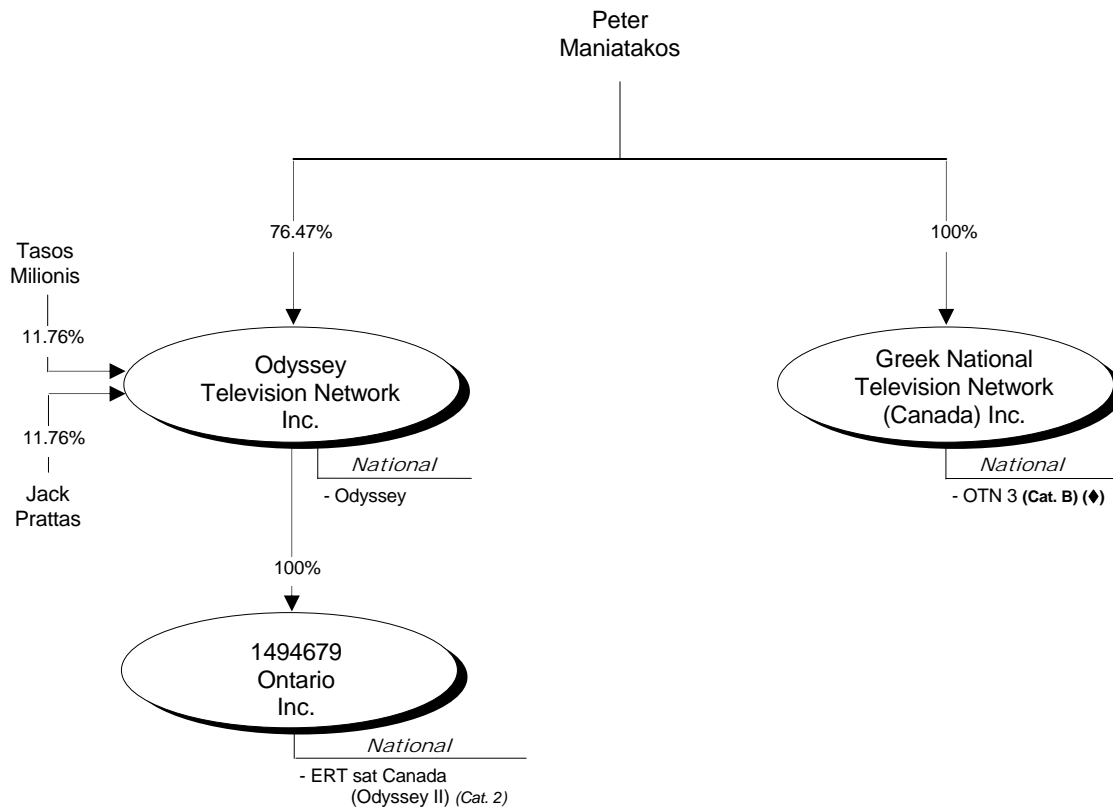 Peter
Maniatakos
76.47%
100%
Tasos
Milionis
11.76%
Odyssey
Television Network
Inc.
Greek National
Television Network
(Canada) Inc.
11.76%
Jack
Prattas
National
- Odyssey
National
- OTN 3 (Cat. B) (♦)
100%
1494679
Ontario
Inc.
National
- ERT sat Canada
(Odyssey II) (Cat. 2)